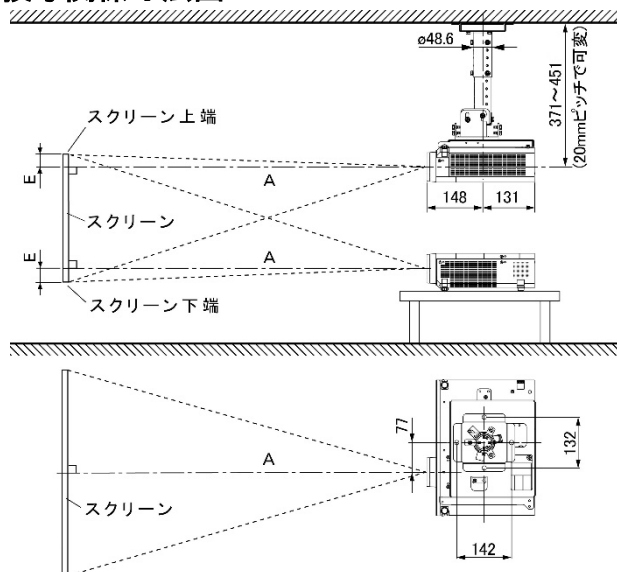 ø48.6
371~451
(20mmピッチで可変)
スクリーン上端
E
A
148
131
スクリーン
E
A
スクリーン下端
77
A
132
スクリーン
142